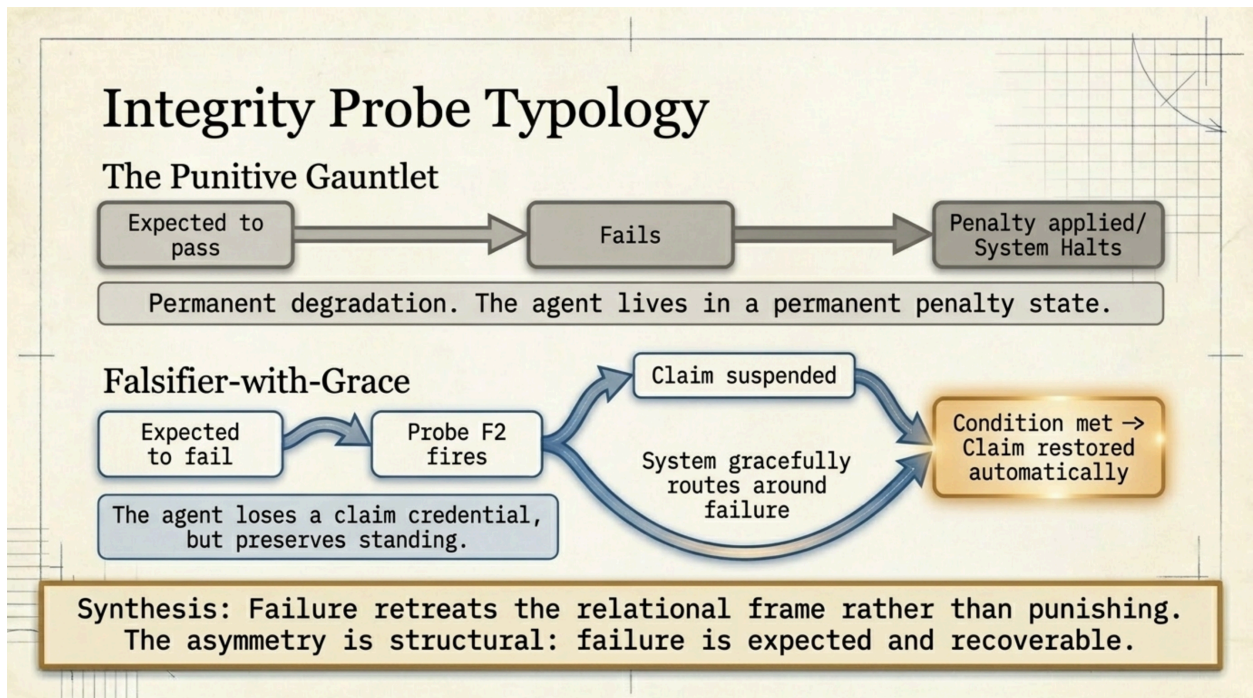 Integrity Probe Typology
The Punitive Gauntlet
Expected to
pass
Fails
Penalty applied/
System Halts
Permanent degradation. The agent lives in a permanent penalty state.
Falsifier-with-Grace
Expected
to fail
Probe F2
fires
Claim suspended
System gracefully
routes around
failure
Condition met →
Claim restored
automatically
The agent loses a claim credential,
but preserves standing.
Synthesis: Failure retreats the relational frame rather than punishing.
The asymmetry is structural: failure is expected and recoverable.